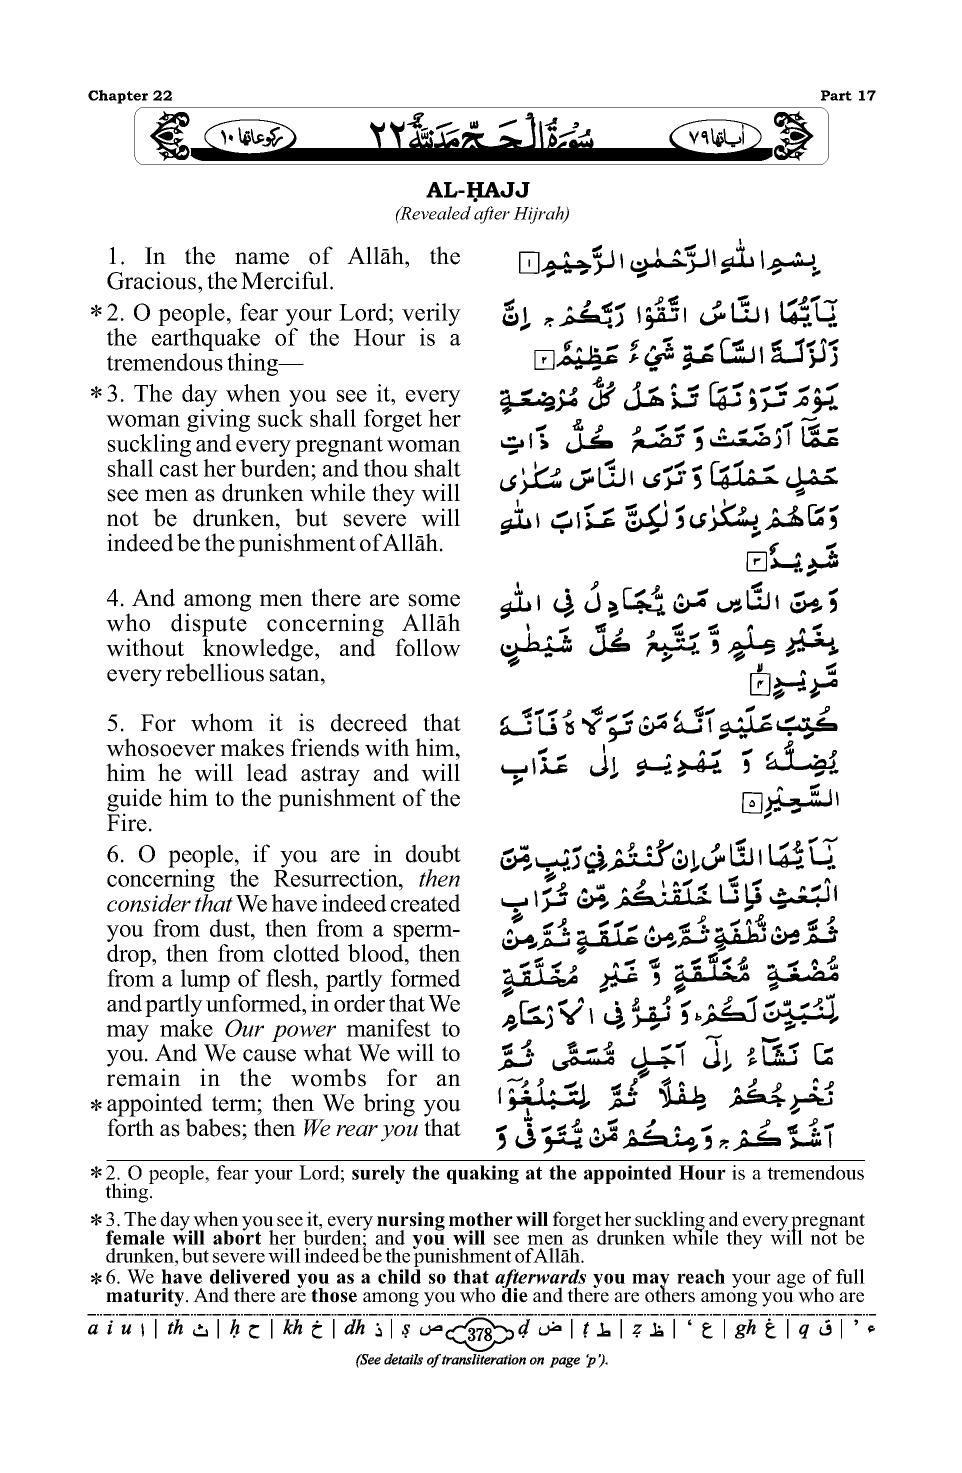 Chapter 22
Part 17
اٰیاتھا ۷۹
سُوۡرَۃُ الۡحَجِّ مَدَنِیَّۃٌ ۲۲
رکوعاتھا ۱۰
AL-ḤAJJ
(Revealed after Hijrah)
1. In the name of Allāh, the
Gracious, the Merciful.
*2. O people, fear your Lord; verily
the earthquake of the Hour is a
tremendous thing—
*3. The day when you see it, every
woman giving suck shall forget her
suckling and every pregnant woman
shall cast her burden; and thou shalt
see men as drunken while they will
not be drunken, but severe will
indeed be the punishment of Allāh.
4. And among men there are some
who dispute concerning Allāh
without knowledge, and follow
every rebellious satan,
5. For whom it is decreed that
whosoever makes friends with him,
him he will lead astray and will
guide him to the punishment of the
Fire.
6. O people, if you are in doubt
concerning the Resurrection, then
consider that We have indeed created
you from dust, then from a sperm-
drop, then from clotted blood, then
from a lump of flesh, partly formed
and partly unformed, in order that We
may make Our power manifest to
you. And We cause what We will to
remain in the wombs for an
*appointed term; then We bring you
forth as babes; then We rear you that
بِسۡمِ اللّٰہِ الرَّحۡمٰنِ الرَّحِیۡمِ ۱
یٰۤاَیُّہَا النَّاسُ اتَّقُوۡا رَبَّکُمۡ ۚ اِنَّ
زَلۡزَلَۃَ السَّاعَۃِ شَیۡءٌ عَظِیۡمٌ ۲
یَوۡمَ تَرَوۡنَہَا تَذۡہَلُ کُلُّ مُرۡضِعَۃٍ
عَمَّاۤ اَرۡضَعَتۡ وَ تَضَعُ کُلُّ ذَاتِ
حَمۡلٍ حَمۡلَہَا وَ تَرَی النَّاسَ سُکٰرٰی
وَ مَا ہُمۡ بِسُکٰرٰی وَ لٰکِنَّ عَذَابَ اللّٰہِ
شَدِیۡدٌ ۳
وَ مِنَ النَّاسِ مَنۡ یُّجَادِلُ فِی اللّٰہِ
بِغَیۡرِ عِلۡمٍ وَّ یَتَّبِعُ کُلَّ شَیۡطٰنٍ
مَّرِیۡدٍ ۙ ۴
کُتِبَ عَلَیۡہِ اَنَّہٗ مَنۡ تَوَلَّاہُ فَاَنَّہٗ
یُضِلُّہٗ وَ یَہۡدِیۡہِ اِلٰی عَذَابِ
السَّعِیۡرِ ۵
یٰۤاَیُّہَا النَّاسُ اِنۡ کُنۡتُمۡ فِیۡ رَیۡبٍ مِّنَ
الۡبَعۡثِ فَاِنَّا خَلَقۡنٰکُمۡ مِّنۡ تُرَابٍ
ثُمَّ مِنۡ نُّطۡفَۃٍ ثُمَّ مِنۡ عَلَقَۃٍ ثُمَّ مِنۡ
مُّضۡغَۃٍ مُّخَلَّقَۃٍ وَّ غَیۡرِ مُخَلَّقَۃٍ
لِّنُبَیِّنَ لَکُمۡ ؕ وَ نُقِرُّ فِی الۡاَرۡحَامِ
مَا نَشَآءُ اِلٰۤی اَجَلٍ مُّسَمًّی ثُمَّ
نُخۡرِجُکُمۡ طِفۡلًا ثُمَّ لِتَبۡلُغُوۡۤا
اَشُدَّکُمۡ ۚ وَ مِنۡکُمۡ مَّنۡ یُّتَوَفّٰی وَ
*2. O people, fear your Lord; surely the quaking at the appointed Hour is a tremendous
thing.
*3. The day when you see it, every nursing mother will forget her suckling and every pregnant
female will abort her burden; and you will see men as drunken while they will not be
drunken, but severe will indeed be the punishment of Allāh.
*6. We have delivered you as a child so that afterwards you may reach your age of full
maturity. And there are those among you who die and there are others among you who are
a i u ا | th ث | ḥ ح | kh خ | dh ذ | ṣ ص 378 ḍ ض | ṭ ط | ẓ ظ | ‘ ع | gh غ | q ق | ’ ء
(See details of transliteration on page ‘p’).